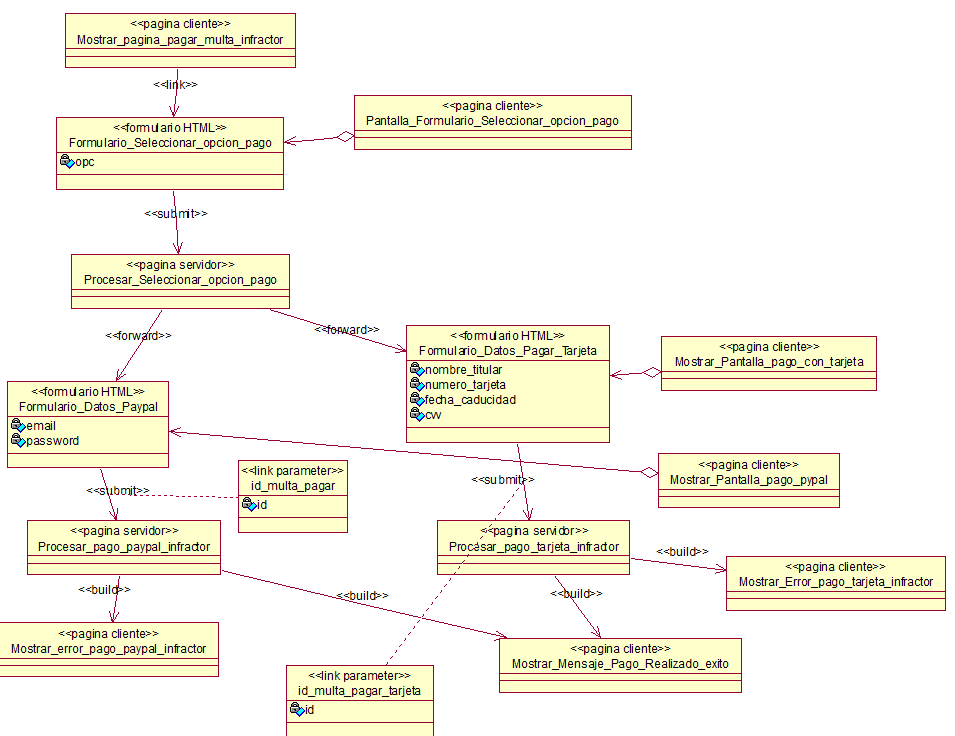 <<pagina cliente>>
Mostrar_pagina_pagar_multa_infractor
<<link>>
<<pagina cliente>>
Pantalla_Formulario_Seleccionar_opcion_pago
<<formulario HTML>>
Formulario_Seleccionar_opcion_pago
opc
<<submit>>
<<pagina servidor>>
Procesar_Seleccionar_opcion_pago
<<forward>>
<<forward>>
<<formulario HTML>>
Formulario_Datos_Pagar_Tarjeta
nombre_titular
numero_tarjeta
fecha_caducidad
cvv
<<pagina cliente>>
Mostrar_Pantalla_pago_con_tarjeta
<<formulario HTML>>
Formulario_Datos_Paypal
email
password
<<pagina cliente>>
Mostrar_Pantalla_pago_pypal
<<submit>>
<<link parameter>>
id_multa_pagar
id
<<submit>>
<<pagina servidor>>
Procesar_pago_paypal_infractor
<<pagina servidor>>
Procesar_pago_tarjeta_infractor
<<build>>
<<pagina cliente>>
Mostrar_Error_pago_tarjeta_infractor
<<build>>
<<build>>
<<build>>
<<pagina cliente>>
Mostrar_error_pago_paypal_infractor
<<pagina cliente>>
Mostrar_Mensaje_Pago_Realizado_exito
<<link parameter>>
id_multa_pagar_tarjeta
id